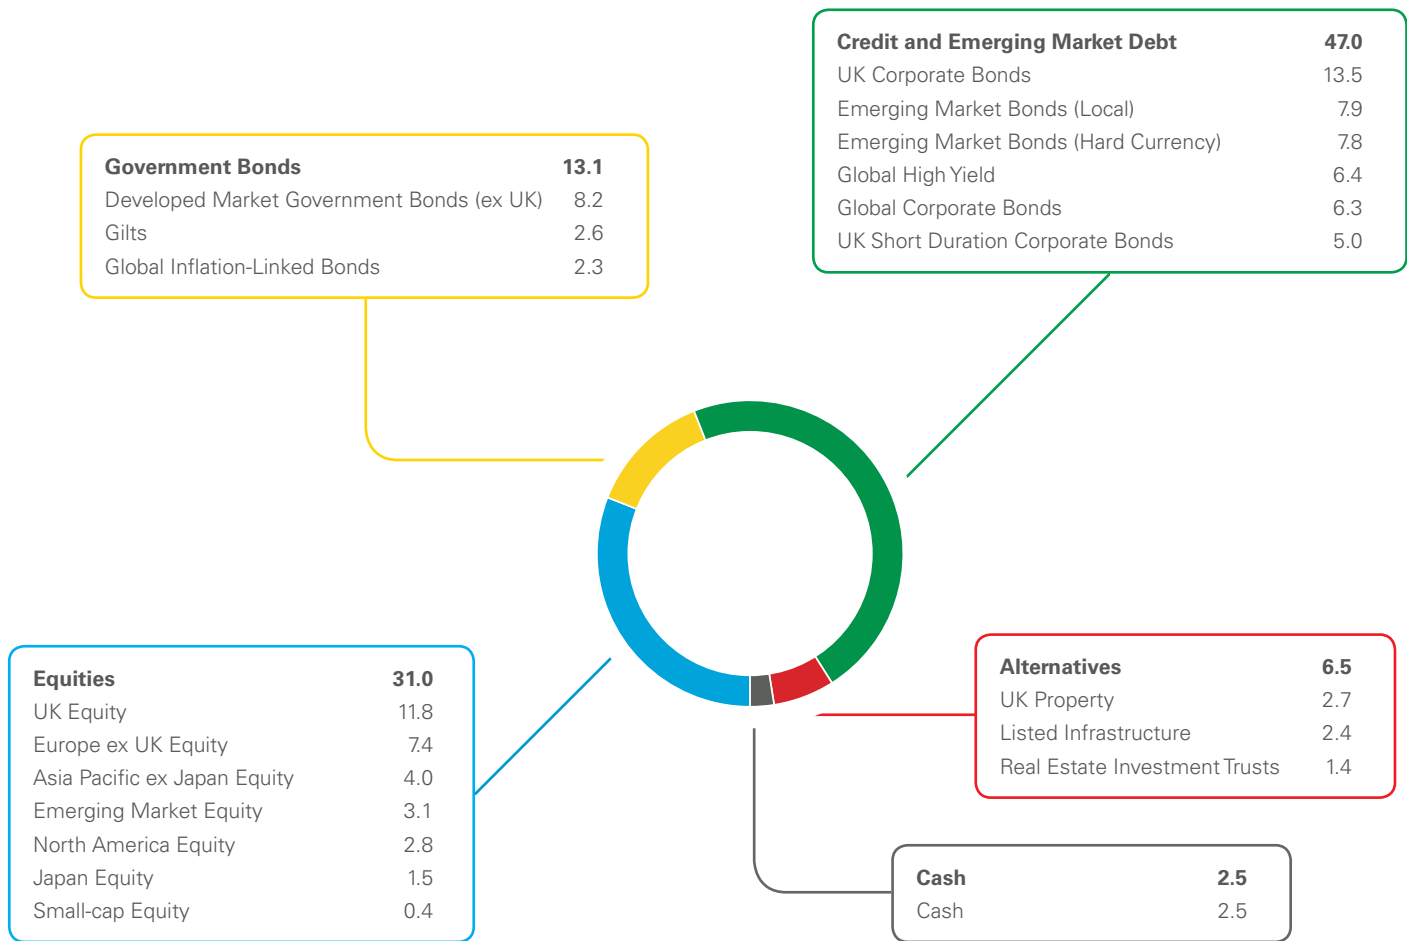 Credit and Emerging Market Debt 47.0
UK Corporate Bonds 13.5
Emerging Market Bonds (Local) 7.9
Emerging Market Bonds (Hard Currency) 7.8
Global High Yield 6.4
Global Corporate Bonds 6.3
UK Short Duration Corporate Bonds 5.0
Government Bonds 13.1
Developed Market Government Bonds (ex UK) 8.2
Gilts 2.6
Global Inflation-Linked Bonds 2.3
Equities 31.0
UK Equity 11.8
Europe ex UK Equity 7.4
Asia Pacific ex Japan Equity 4.0
Emerging Market Equity 3.1
North America Equity 2.8
Japan Equity 1.5
Small-cap Equity 0.4
Alternatives 6.5
UK Property 2.7
Listed Infrastructure 2.4
Real Estate Investment Trusts 1.4
Cash 2.5
Cash 2.5